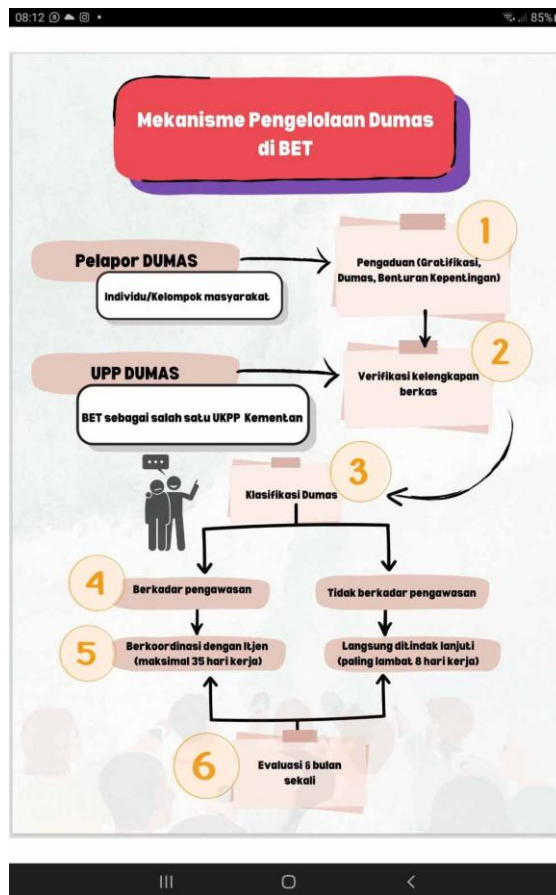 08:12
85%
Mekanisme Pengelolaan Dumas
di BET
1
Pelapor DUMAS
Individu/Kelompok masyarakat
Pengaduan (Gratifikasi,
Dumas, Benturan Kepentingan)
2
UPP DUMAS
BET sebagai salah satu UKPP Kementan
Verifikasi kelengkapan
berkas
3
Klasifikasi Dumas
4
Berkadar pengawasan
Tidak berkadar pengawasan
5
Berkoordinasi dengan Itjen
(maksimal 35 hari kerja)
Langsung ditindak lanjuti
(paling lambat 8 hari kerja)
6
Evaluasi 6 bulan
sekali